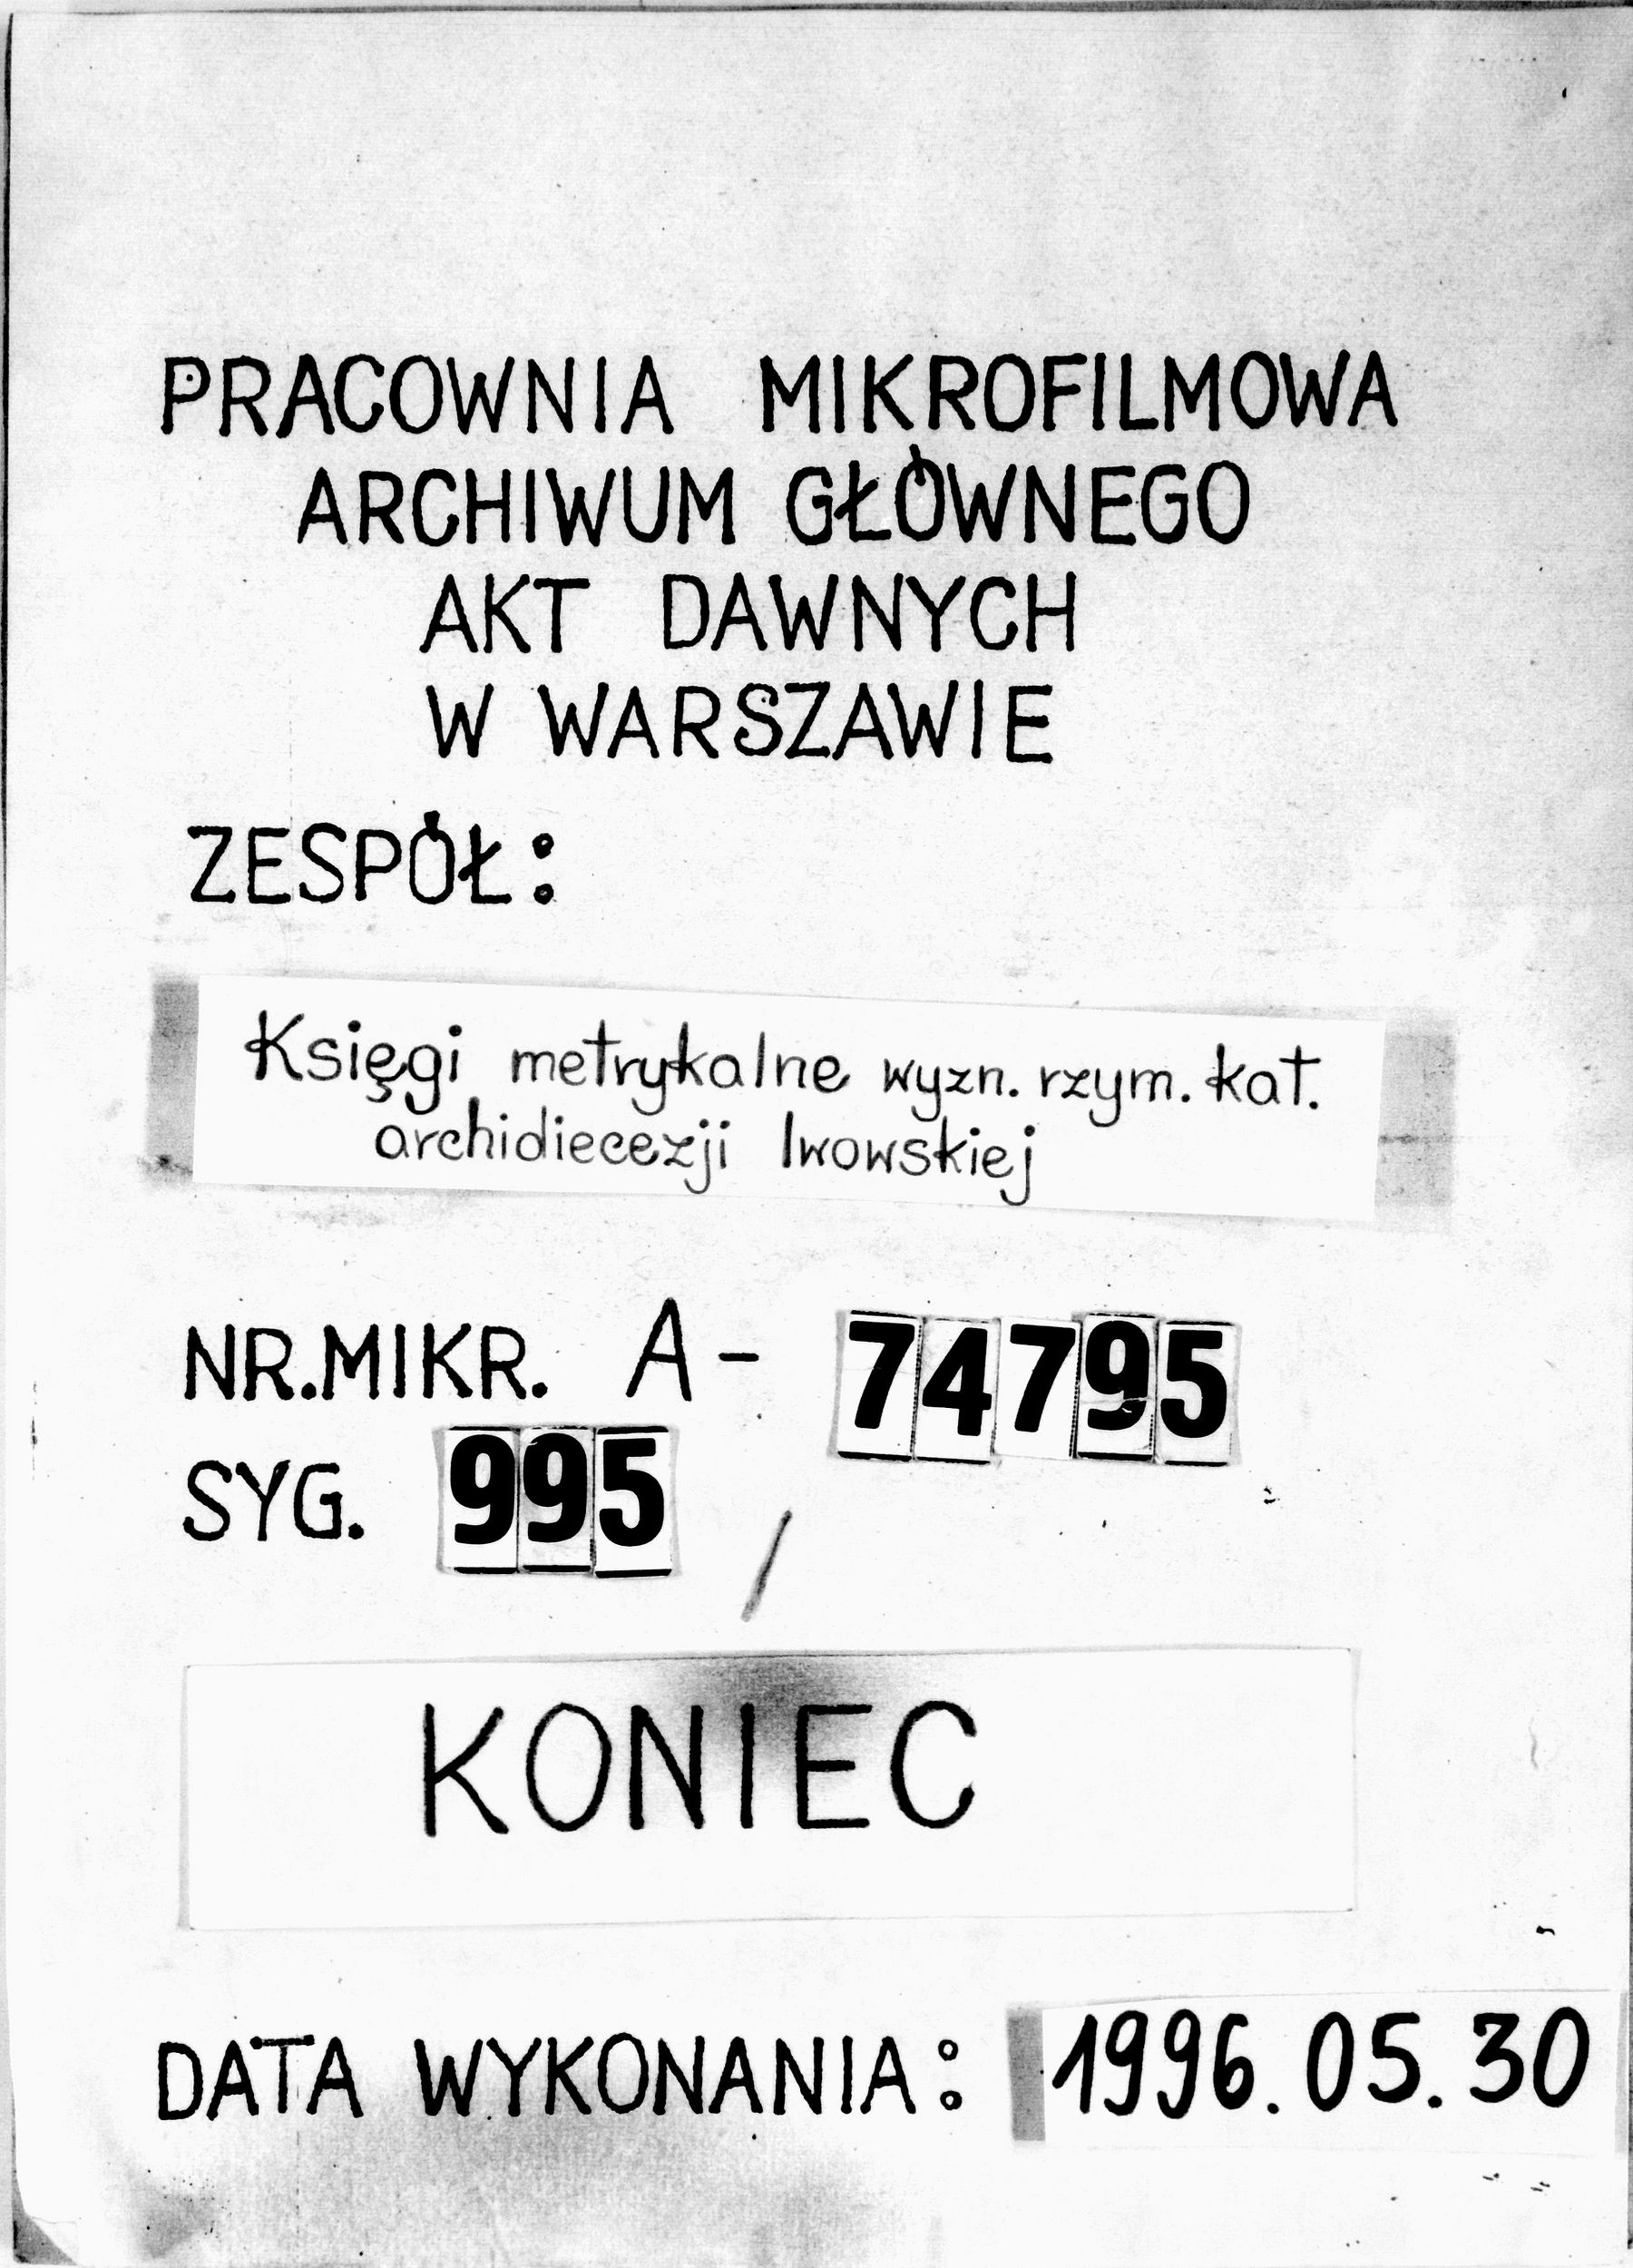 PRACOWNIA MIKROFILMOWA
ARCHIWUM GŁÓWNEGO
AKT DAWNYCH
W WARSZAWIE
ZESPÓŁ:
Księgi metrykalne wyzn. rzym. kat.
archidiecezji lwowskiej
NR.MIKR. A- 74795
SYG. 995 /
KONIEC
DATA WYKONANIA: 1996.05.30